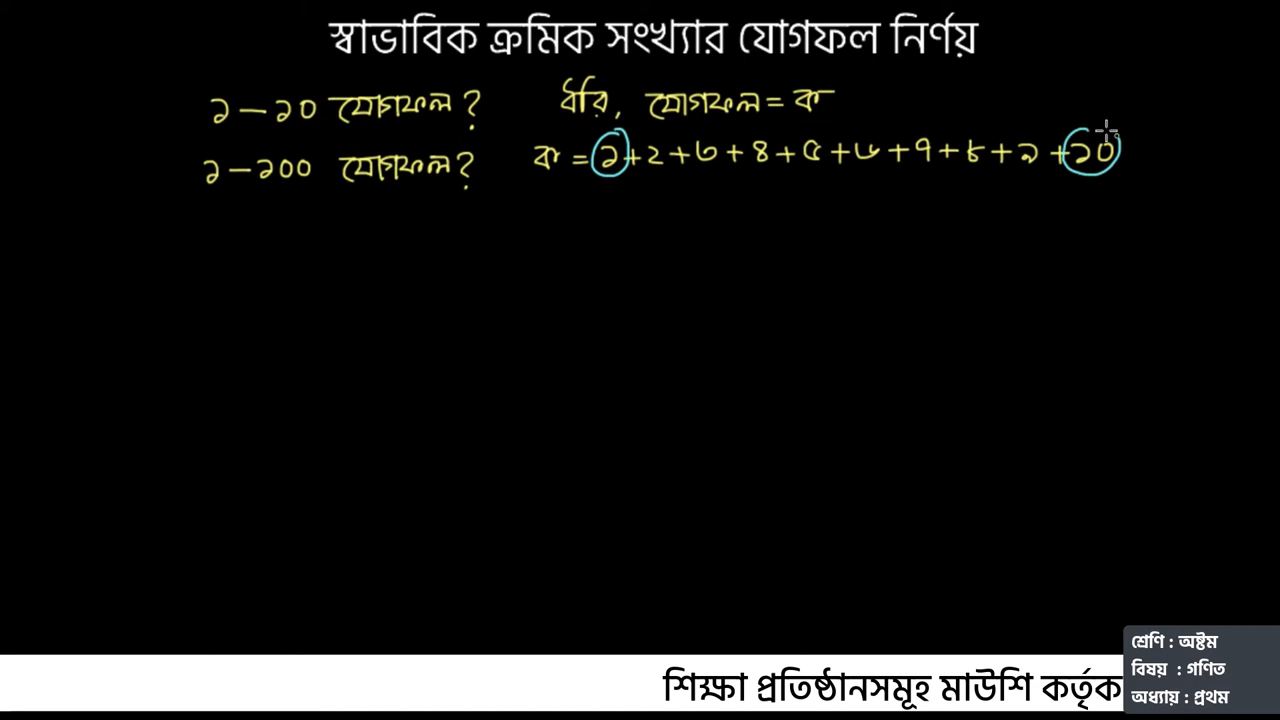 স্বাভাবিক ক্রমিক সংখ্যার যোগফল নির্ণয়
১ – ১০ যোগফল?
ধরি, যোগফল = ক
১ – ১০০ যোগফল?
ক = ১ + ২ + ৩ + ৪ + ৫ + ৬ + ৭ + ৮ + ৯ + ১০
শ্রেণি : অষ্টম
বিষয় : গণিত
অধ্যায় : প্রথম
শিক্ষা প্রতিষ্ঠানসমূহ মাউশি কর্তৃক